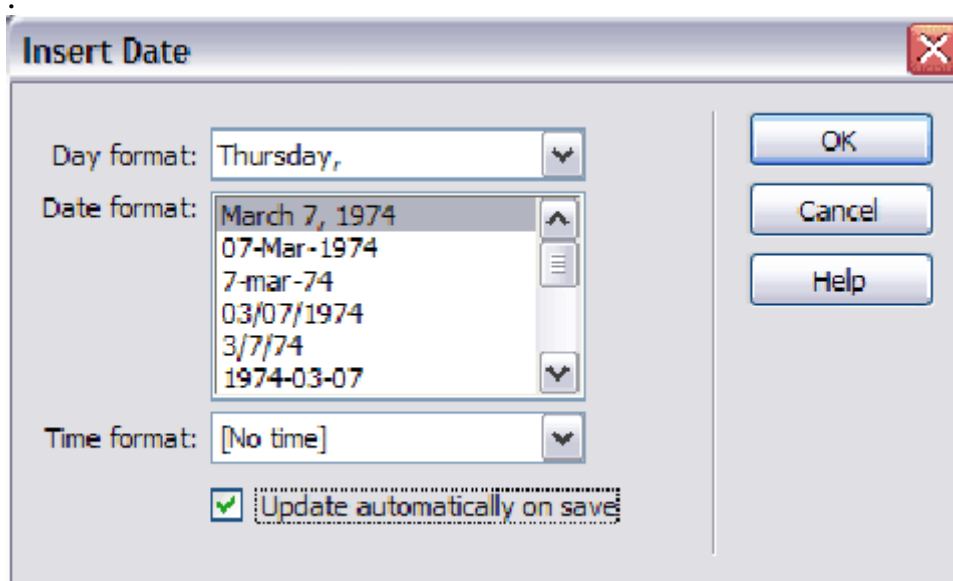 Insert Date
Day format: Thursday,
Date format:
March 7, 1974
07-Mar-1974
7-mar-74
03/07/1974
3/7/74
1974-03-07
Time format: [No time]
Update automatically on save
OK
Cancel
Help